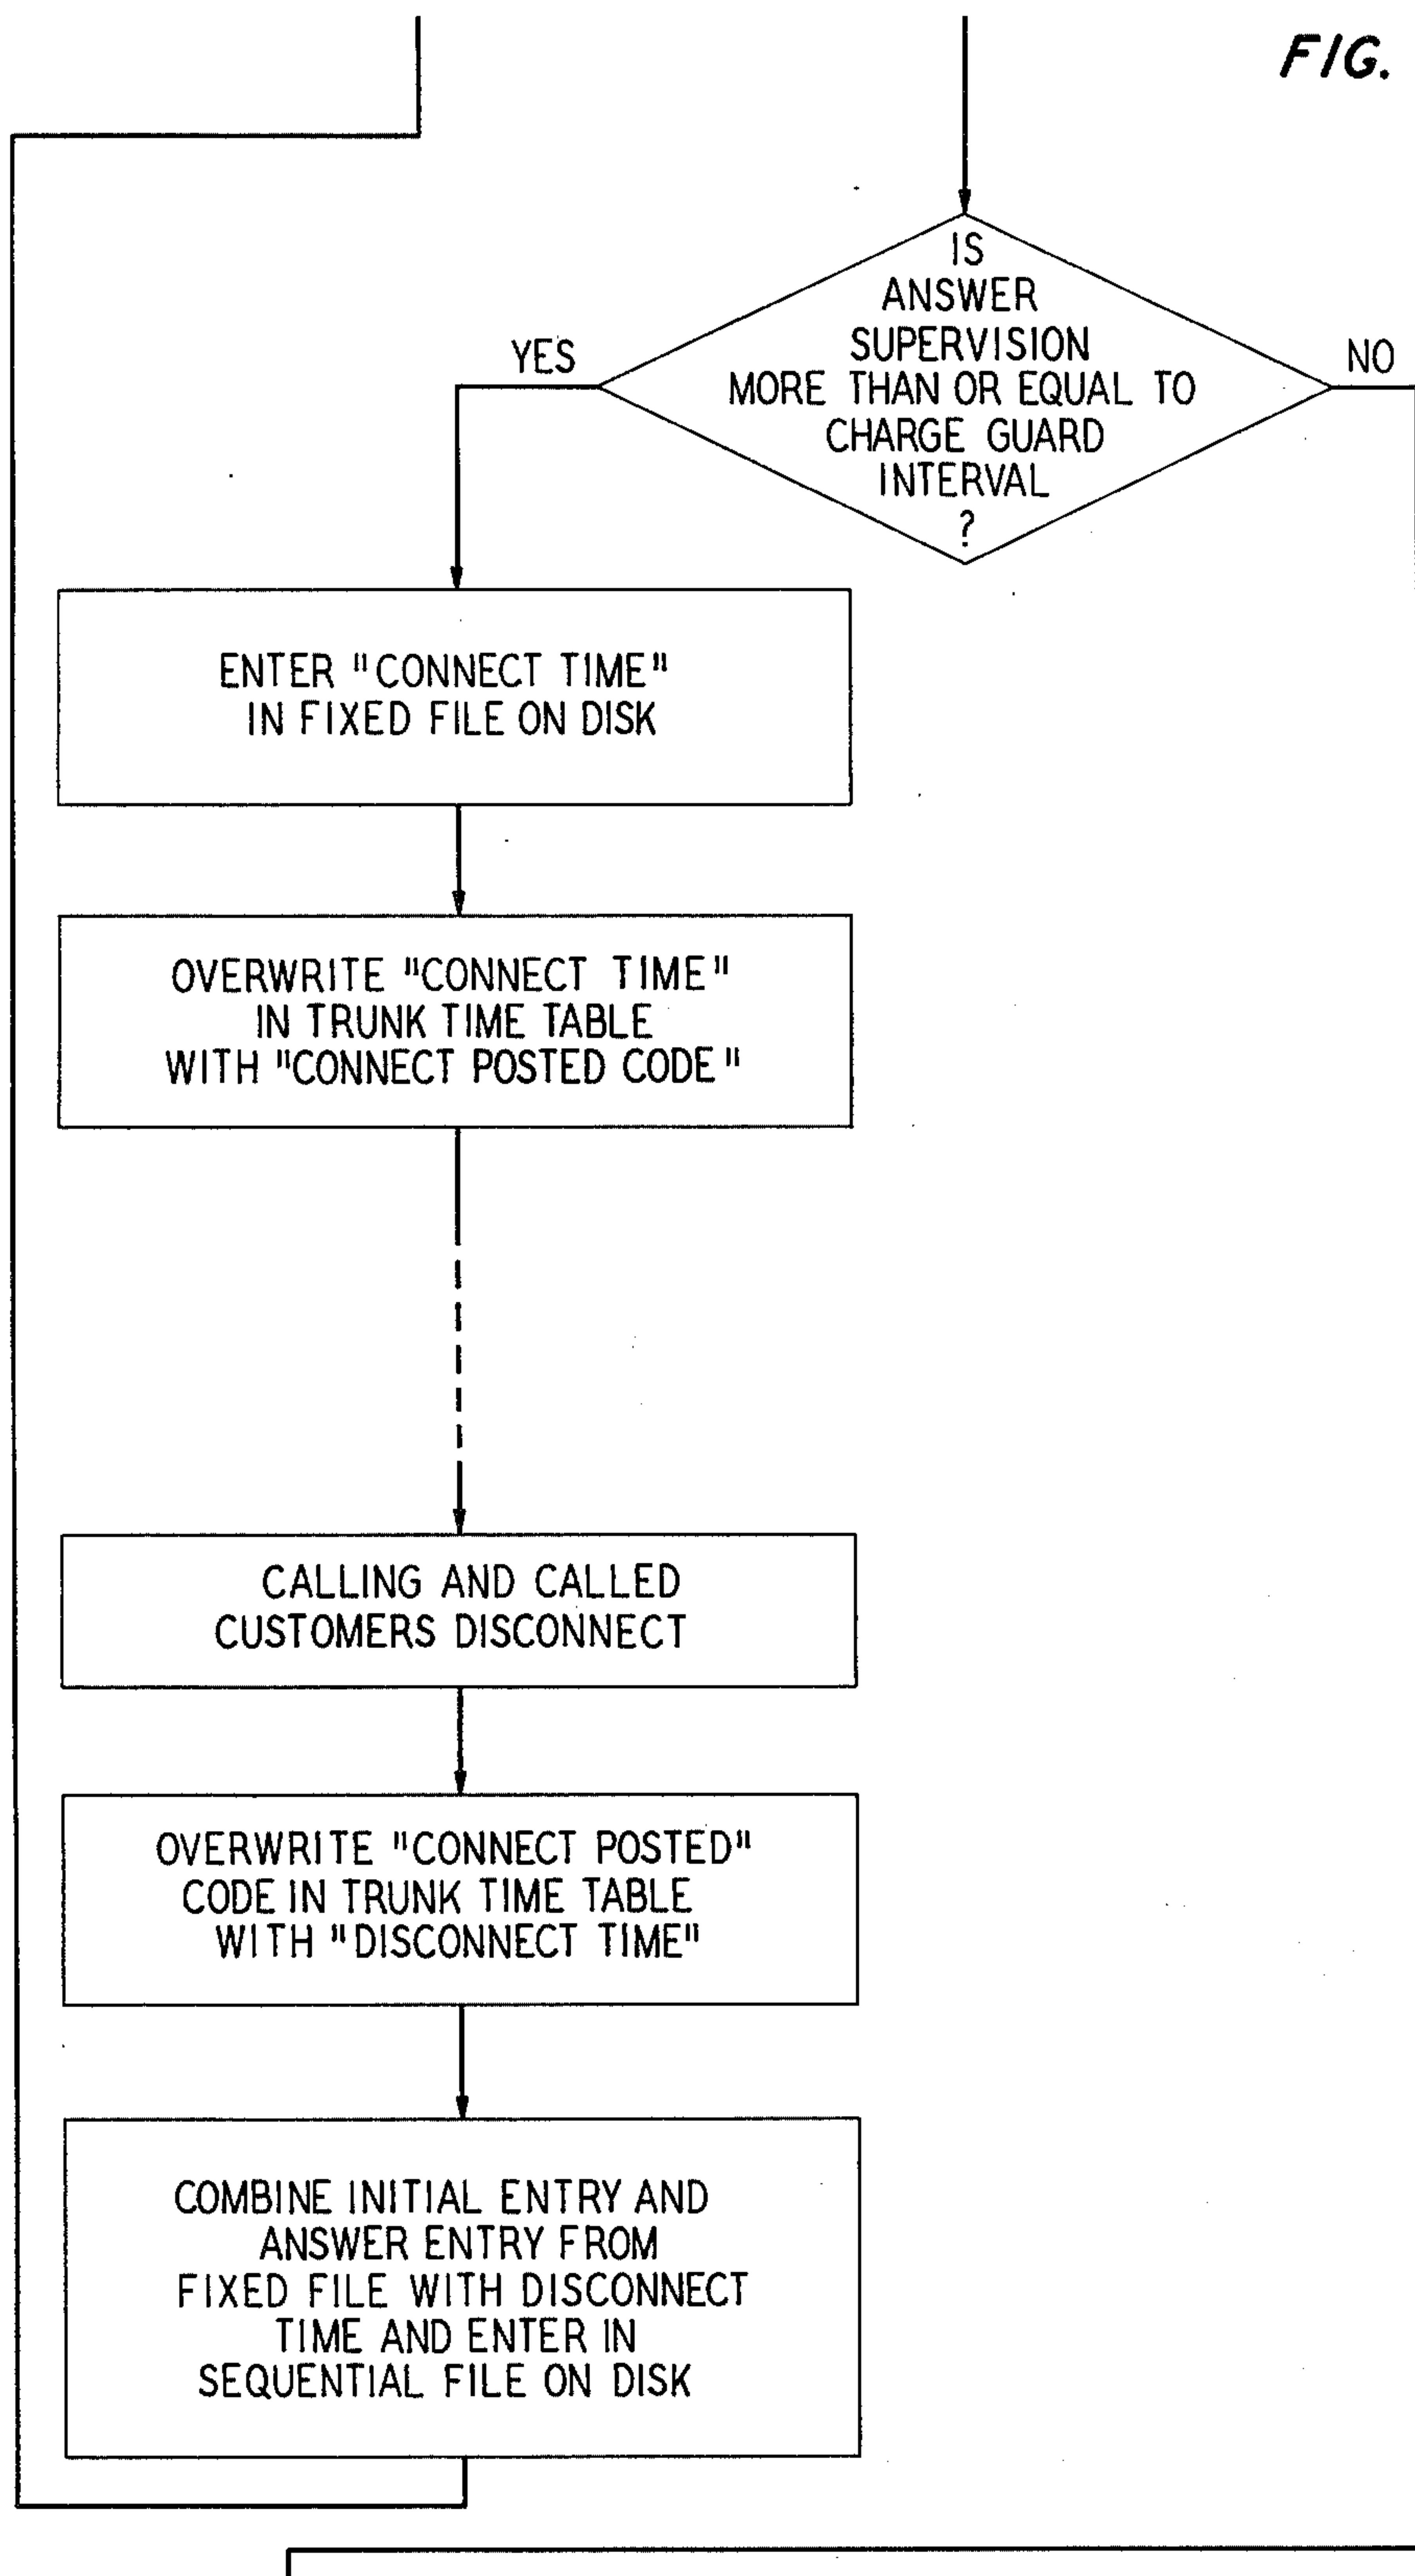 FIG.
IS
ANSWER
SUPERVISION
MORE THAN OR EQUAL TO
CHARGE GUARD
INTERVAL
?
YES
NO
ENTER "CONNECT TIME"
IN FIXED FILE ON DISK
OVERWRITE "CONNECT TIME"
IN TRUNK TIME TABLE
WITH "CONNECT POSTED CODE"
CALLING AND CALLED
CUSTOMERS DISCONNECT
OVERWRITE "CONNECT POSTED"
CODE IN TRUNK TIME TABLE
WITH "DISCONNECT TIME"
COMBINE INITIAL ENTRY AND
ANSWER ENTRY FROM
FIXED FILE WITH DISCONNECT
TIME AND ENTER IN
SEQUENTIAL FILE ON DISK